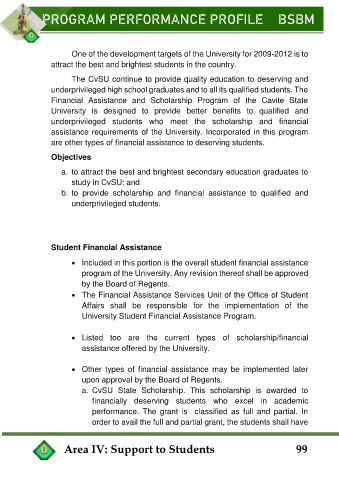 PROGRAM PERFORMANCE PROFILE BSBM
One of the development targets of the University for 2009-2012 is to
attract the best and brightest students in the country.
The CvSU continue to provide quality education to deserving and
underprivileged high school graduates and to all its qualified students. The
Financial Assistance and Scholarship Program of the Cavite State
University is designed to provide better benefits to qualified and
underprivileged students who meet the scholarship and financial
assistance requirements of the University. Incorporated in this program
are other types of financial assistance to deserving students.
Objectives
a. to attract the best and brightest secondary education graduates to
study in CvSU; and
b. to provide scholarship and financial assistance to qualified and
underprivileged students.
Student Financial Assistance
• Included in this portion is the overall student financial assistance
program of the University. Any revision thereof shall be approved
by the Board of Regents.
• The Financial Assistance Services Unit of the Office of Student
Affairs shall be responsible for the implementation of the
University Student Financial Assistance Program.
• Listed too are the current types of scholarship/financial
assistance offered by the University.
• Other types of financial assistance may be implemented later
upon approval by the Board of Regents.
a. CvSU State Scholarship. This scholarship is awarded to
financially deserving students who excel in academic
performance. The grant is classified as full and partial. In
order to avail the full and partial grant, the students shall have
Area IV: Support to Students 99